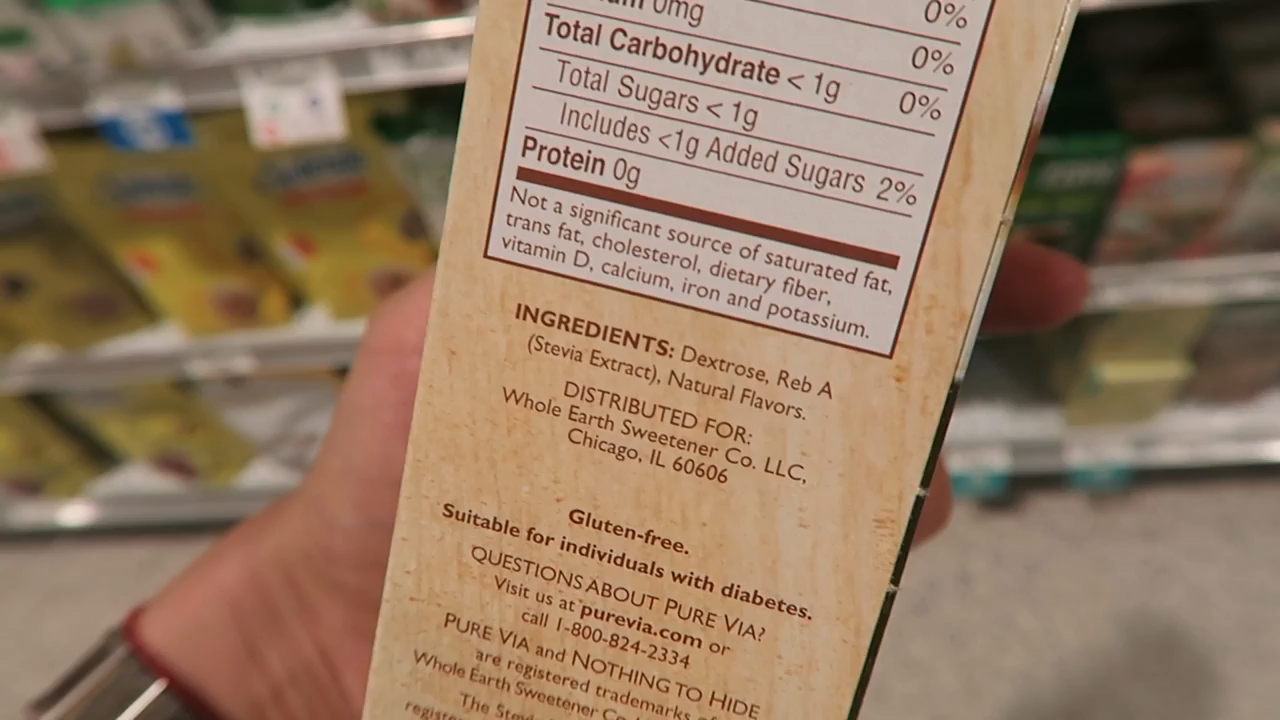 0mg 0%
0%
Total Carbohydrate < 1g 0%
Total Sugars < 1g
Includes <1g Added Sugars 2%
Protein 0g
Not a significant source of saturated fat,
trans fat, cholesterol, dietary fiber,
vitamin D, calcium, iron and potassium.
INGREDIENTS: Dextrose, Reb A
(Stevia Extract), Natural Flavors.
DISTRIBUTED FOR:
Whole Earth Sweetener Co. LLC,
Chicago, IL 60606
Gluten-free.
Suitable for individuals with diabetes.
QUESTIONS ABOUT PURE VIA?
Visit us at purevia.com or
call 1-800-824-2334
PURE VIA and NOTHING TO HIDE
are registered trademarks of
Whole Earth Sweetener Co.
The